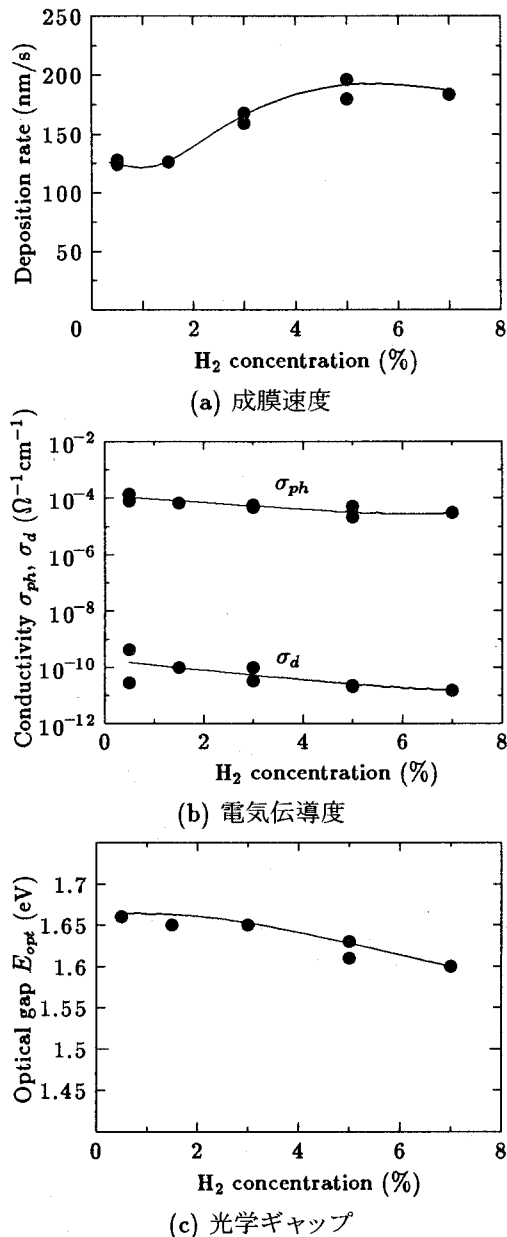 250
200
150
100
50
0
2
4
6
8
Deposition rate (nm/s)
H₂ concentration (%)
(a) 成膜速度
10⁻²
10⁻⁴
10⁻⁶
10⁻⁸
10⁻¹⁰
10⁻¹²
σph
σd
0
2
4
6
8
Conductivity σph, σd (Ω⁻¹cm⁻¹)
H₂ concentration (%)
(b) 電気伝導度
1.7
1.65
1.6
1.55
1.5
1.45
0
2
4
6
8
Optical gap Eopt (eV)
H₂ concentration (%)
(c) 光学ギャップ